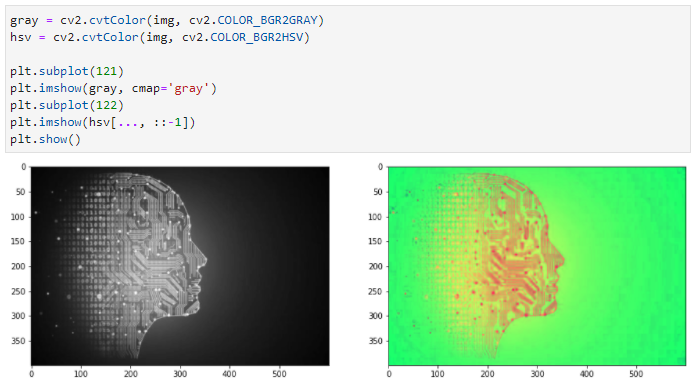 gray = cv2.cvtColor(img, cv2.COLOR_BGR2GRAY)
hsv = cv2.cvtColor(img, cv2.COLOR_BGR2HSV)
plt.subplot(121)
plt.imshow(gray, cmap='gray')
plt.subplot(122)
plt.imshow(hsv[..., ::-1])
plt.show()
0
50
100
150
200
250
300
350
0 100 200 300 400 500
0
50
100
150
200
250
300
350
0 100 200 300 400 500